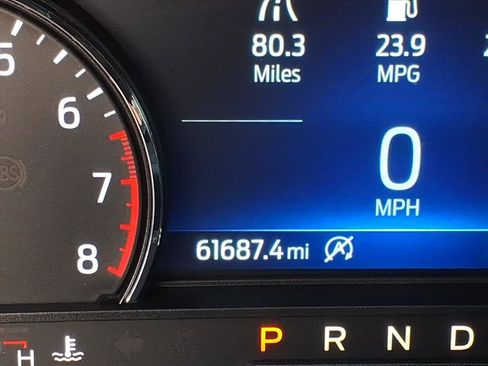 80.3
Miles
23.9
MPG
5
6
7
8
0
MPH
61687.4 mi
A
H
P R N D